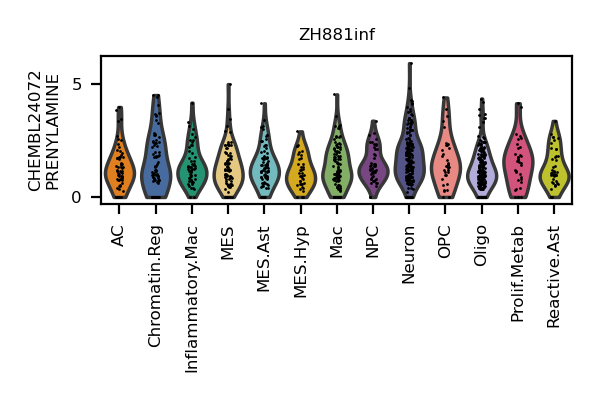 ZH881inf
CHEMBL24072
PRENYLAMINE
5
0
AC
Chromatin.Reg
Inflammatory.Mac
MES
MES.Ast
MES.Hyp
Mac
NPC
Neuron
OPC
Oligo
Prolif.Metab
Reactive.Ast